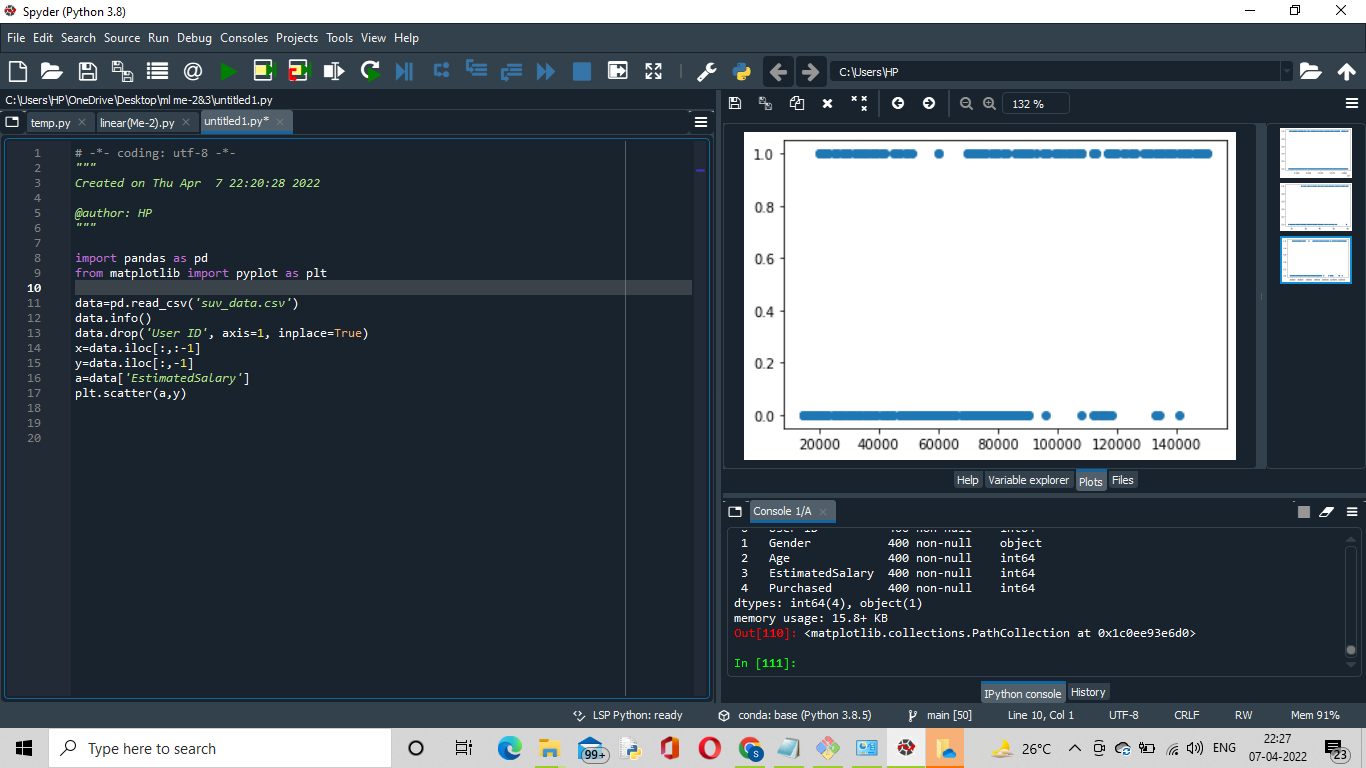 Spyder (Python 3.8)
File Edit Search Source Run Debug Consoles Projects Tools View Help
C:\Users\HP
C:\Users\HP\OneDrive\Desktop\ml me-2&3\untitled1.py
temp.py linear(Me-2).py untitled1.py*
1 # -*- coding: utf-8 -*-
2 """
3 Created on Thu Apr  7 22:20:28 2022
4
5 @author: HP
6 """
7
8 import pandas as pd
9 from matplotlib import pyplot as plt
10
11 data=pd.read_csv('suv_data.csv')
12 data.info()
13 data.drop('User ID', axis=1, inplace=True)
14 x=data.iloc[:,:-1]
15 y=data.iloc[:,-1]
16 a=data['EstimatedSalary']
17 plt.scatter(a,y)
18
19
20
132 %
1.0
0.8
0.6
0.4
0.2
0.0
20000 40000 60000 80000 100000 120000 140000
Help Variable explorer Plots Files
Console 1/A
1 Gender 400 non-null object
2 Age 400 non-null int64
3 EstimatedSalary 400 non-null int64
4 Purchased 400 non-null int64
dtypes: int64(4), object(1)
memory usage: 15.8+ KB
Out[110]: <matplotlib.collections.PathCollection at 0x1c0ee93e6d0>
In [111]:
IPython console History
LSP Python: ready conda: base (Python 3.8.5) main [50] Line 10, Col 1 UTF-8 CRLF RW Mem 91%
Type here to search 99+ S 26°C ENG 22:27
07-04-2022 23